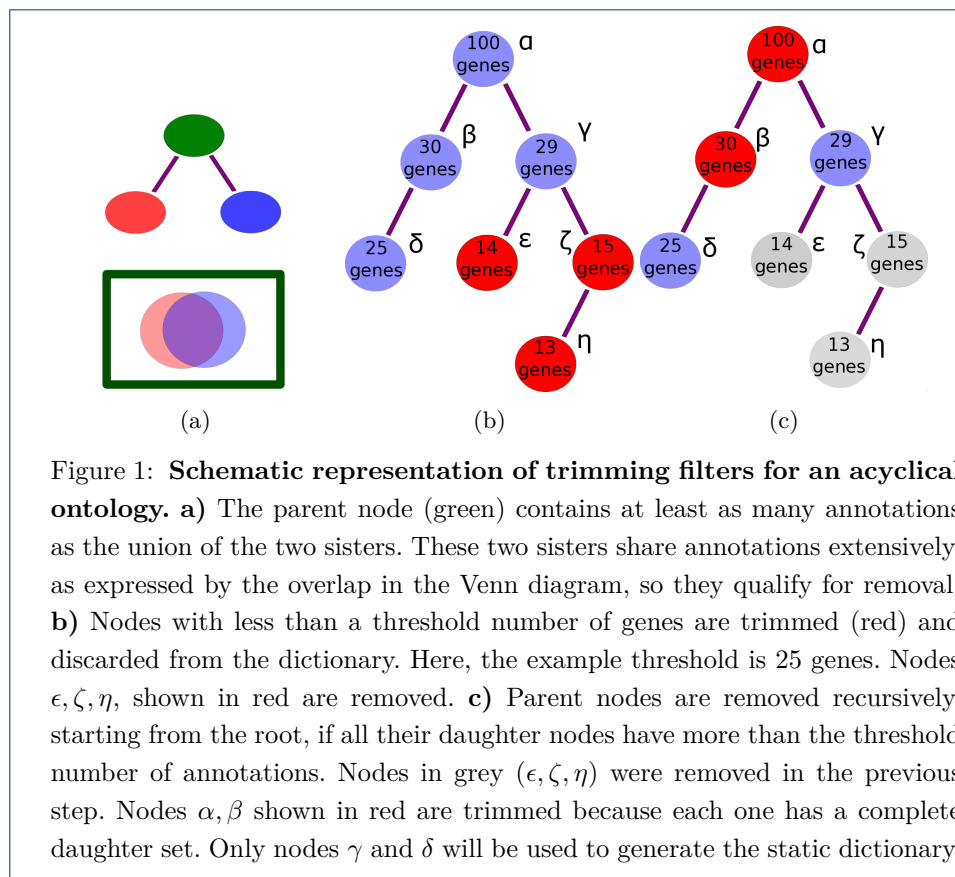 100 genes α
30 genes β
29 genes γ
25 genes δ
14 genes ε
15 genes ζ
13 genes η
100 genes α
30 genes β
29 genes γ
25 genes δ
14 genes ε
15 genes ζ
13 genes η
(a)
(b)
(c)
Figure 1: Schematic representation of trimming filters for an acyclical
ontology. a) The parent node (green) contains at least as many annotations
as the union of the two sisters. These two sisters share annotations extensively
as expressed by the overlap in the Venn diagram, so they qualify for removal
b) Nodes with less than a threshold number of genes are trimmed (red) and
discarded from the dictionary. Here, the example threshold is 25 genes. Nodes
ϵ, ζ, η, shown in red are removed. c) Parent nodes are removed recursively
starting from the root, if all their daughter nodes have more than the threshold
number of annotations. Nodes in grey (ϵ, ζ, η) were removed in the previous
step. Nodes α, β shown in red are trimmed because each one has a complete
daughter set. Only nodes γ and δ will be used to generate the static dictionary